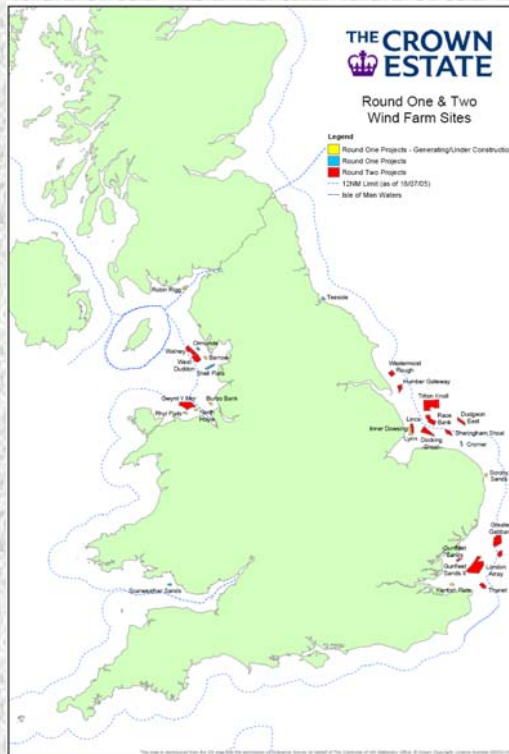 THE CROWN
ESTATE
Round One & Two
Wind Farm Sites
Legend
Round One Projects - Generating/Under Construction
Round One Projects
Round Two Projects
12NM Limit (as of 18/07/05)
Isle of Man Waters
Robin Rigg
Teesside
Ormonde
Walney
Barrow
West
Duddon
Shell Flats
Westermost
Rough
Humber Gateway
Gwynt Y Mor
Burbo Bank
Rhyl Flats
North
Hoyle
Triton Knoll
Lincs
Race
Bank
Dudgeon
East
Inner Dowsing
Lynn
Docking
Shoal
Sheringham Shoal
Cromer
Scroby
Sands
Greater
Gabbard
Gunfleet
Sands
Gunfleet
Sands II
London
Array
Kentish Flats
Thanet
Scarweather Sands